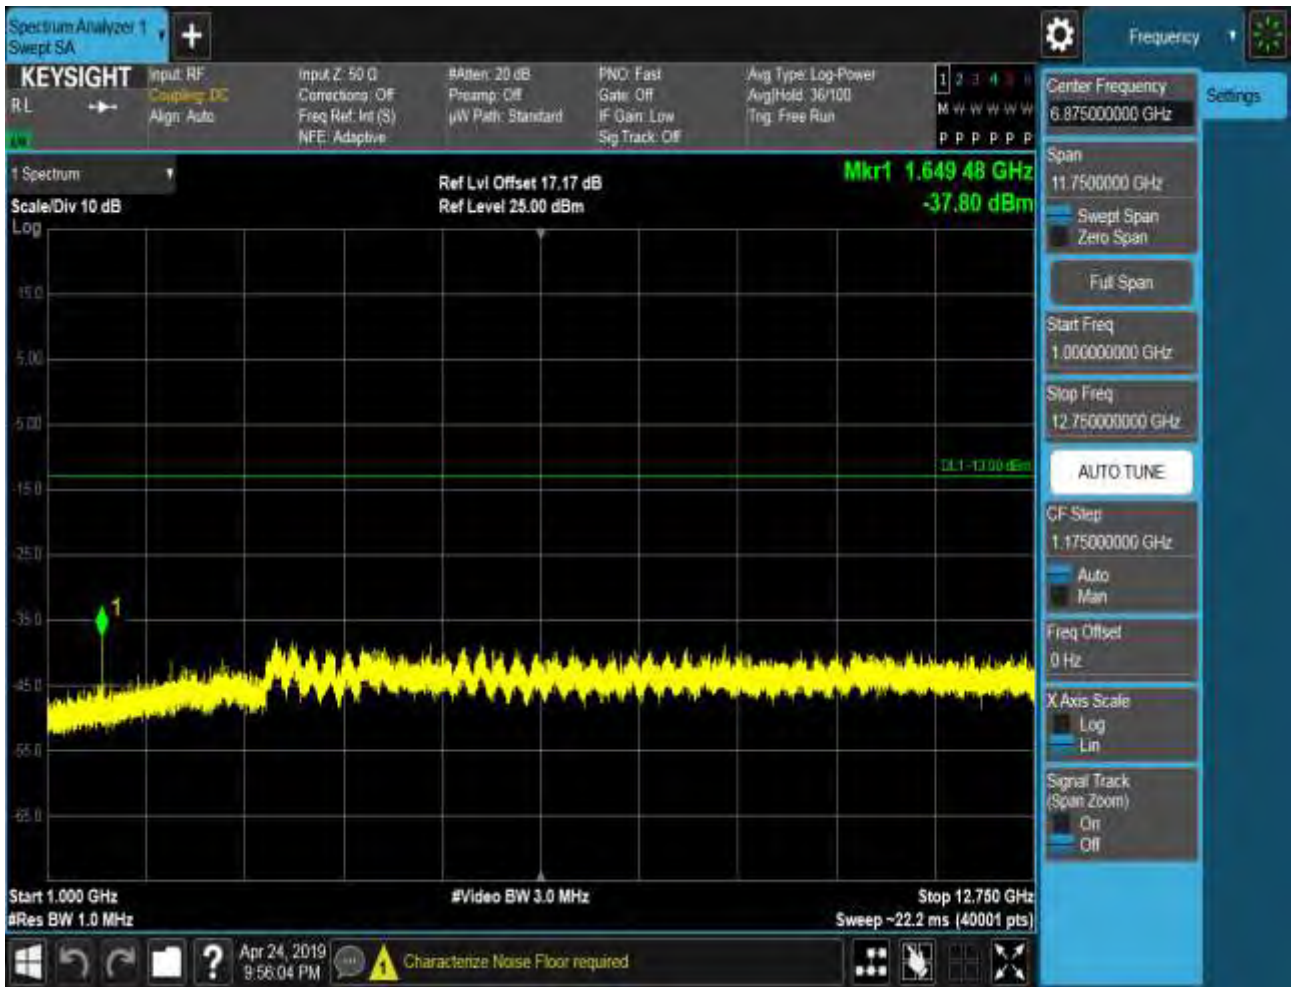 Spectrum Analyzer 1
Swept SA
Frequency
KEYSIGHT
RL
Input: RF
Coupling: DC
Align: Auto
Input Z: 50 Ω
Corrections: Off
Freq Ref: Int (S)
NFE: Adaptive
#Atten: 20 dB
Preamp: Off
µW Path: Standard
PNO: Fast
Gate: Off
IF Gain: Low
Sig Track: Off
Avg Type: Log-Power
Avg|Hold: 36/100
Trig: Free Run
1 2 3 4 5 6
M W W W W W
P P P P P P
1 Spectrum
Scale/Div 10 dB
Log
Ref Lvl Offset 17.17 dB
Ref Level 25.00 dBm
Mkr1 1.649 48 GHz
-37.80 dBm
15.0
5.00
-5.00
DL1 -13.00 dBm
-15.0
-25.0
-35.0
1
-45.0
-55.0
-65.0
Start 1.000 GHz
#Res BW 1.0 MHz
#Video BW 3.0 MHz
Stop 12.750 GHz
Sweep ~22.2 ms (40001 pts)
Center Frequency
6.875000000 GHz
Settings
Span
11.7500000 GHz
Swept Span
Zero Span
Full Span
Start Freq
1.000000000 GHz
Stop Freq
12.750000000 GHz
AUTO TUNE
CF Step
1.175000000 GHz
Auto
Man
Freq Offset
0 Hz
X Axis Scale
Log
Lin
Signal Track
(Span Zoom)
On
Off
?
Apr 24, 2019
9:56:04 PM
1
Characterize Noise Floor required